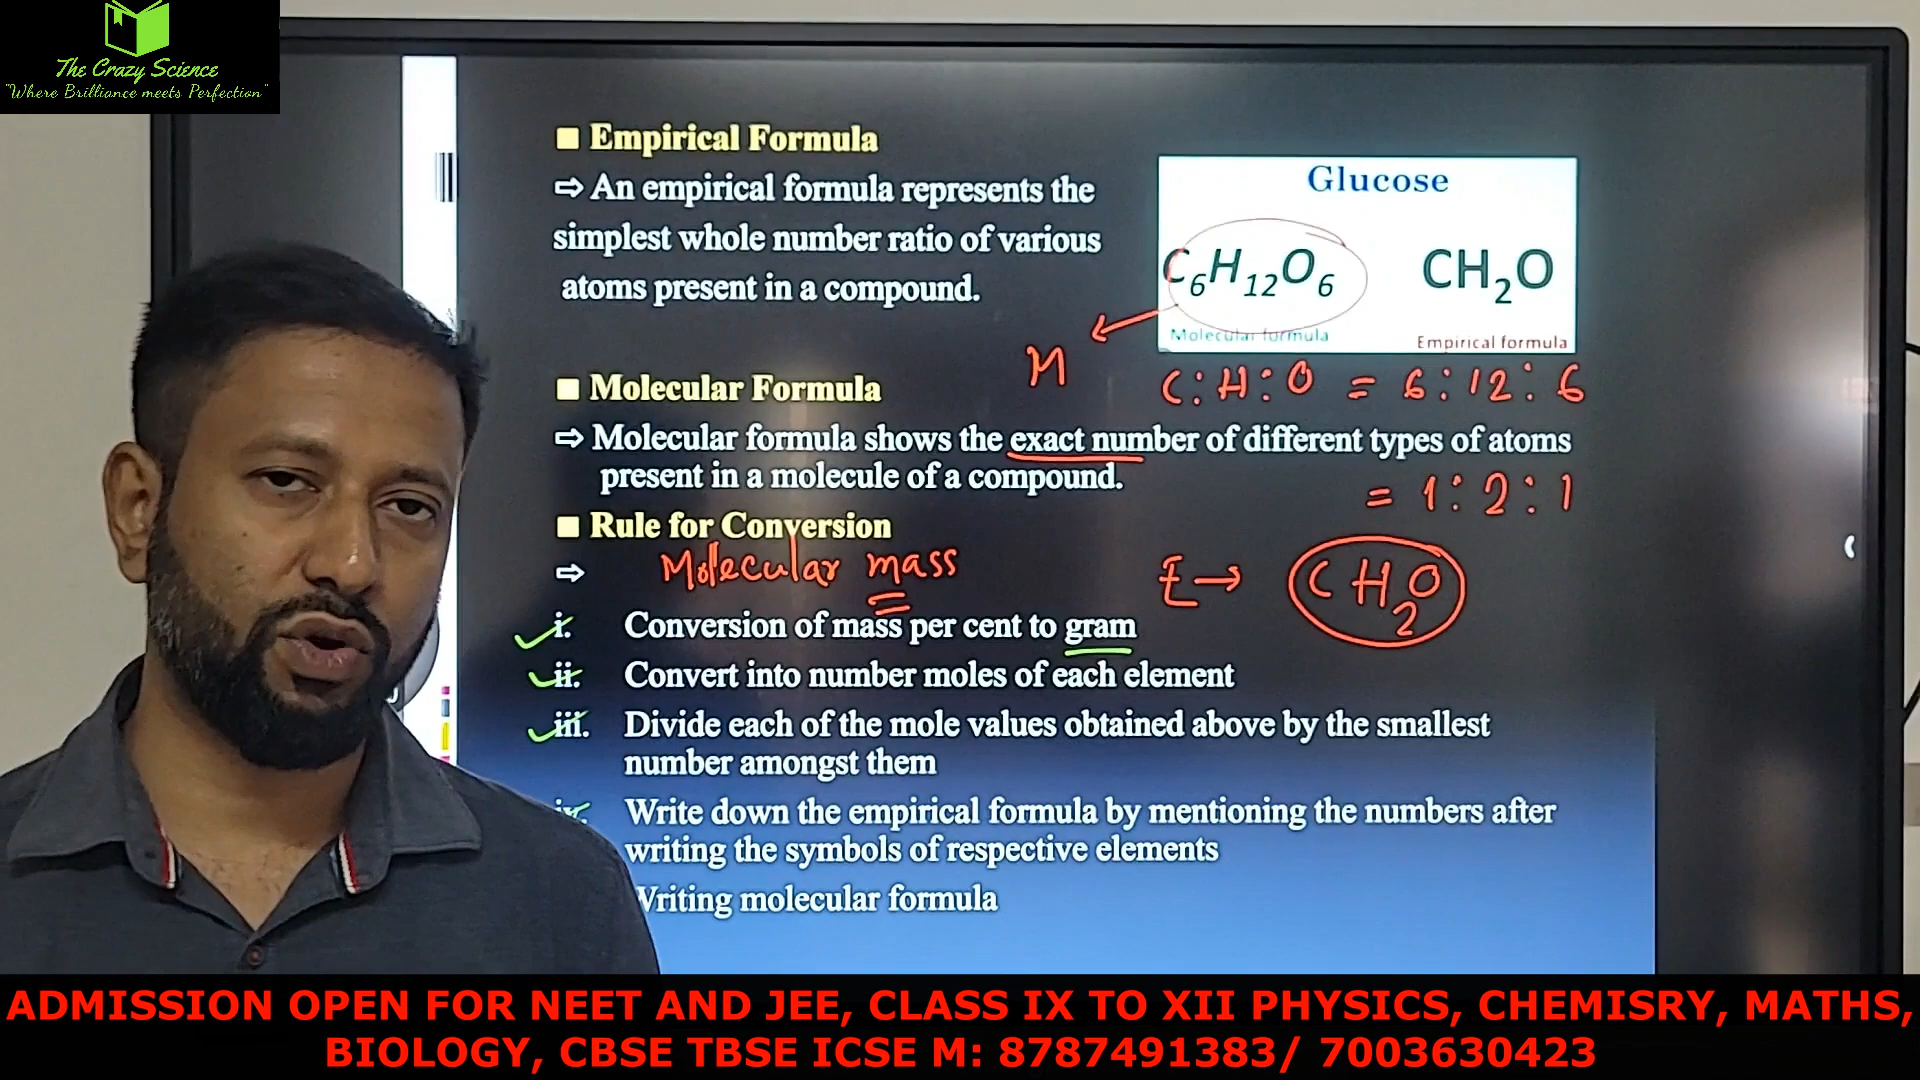 The Crazy Science
"Where Brilliance meets Perfection"
■ Empirical Formula
⇨ An empirical formula represents the
simplest whole number ratio of various
atoms present in a compound.
Glucose
C₆H₁₂O₆ CH₂O
Molecular formula Empirical formula
M
C:H:O = 6:12:6
■ Molecular Formula
⇨ Molecular formula shows the exact number of different types of atoms
present in a molecule of a compound.
= 1:2:1
■ Rule for Conversion
⇨ Molecular mass
E→ CH₂O
i. Conversion of mass per cent to gram
ii. Convert into number moles of each element
iii. Divide each of the mole values obtained above by the smallest
number amongst them
iv. Write down the empirical formula by mentioning the numbers after
writing the symbols of respective elements
Writing molecular formula
ADMISSION OPEN FOR NEET AND JEE, CLASS IX TO XII PHYSICS, CHEMISRY, MATHS,
BIOLOGY, CBSE TBSE ICSE M: 8787491383/ 7003630423